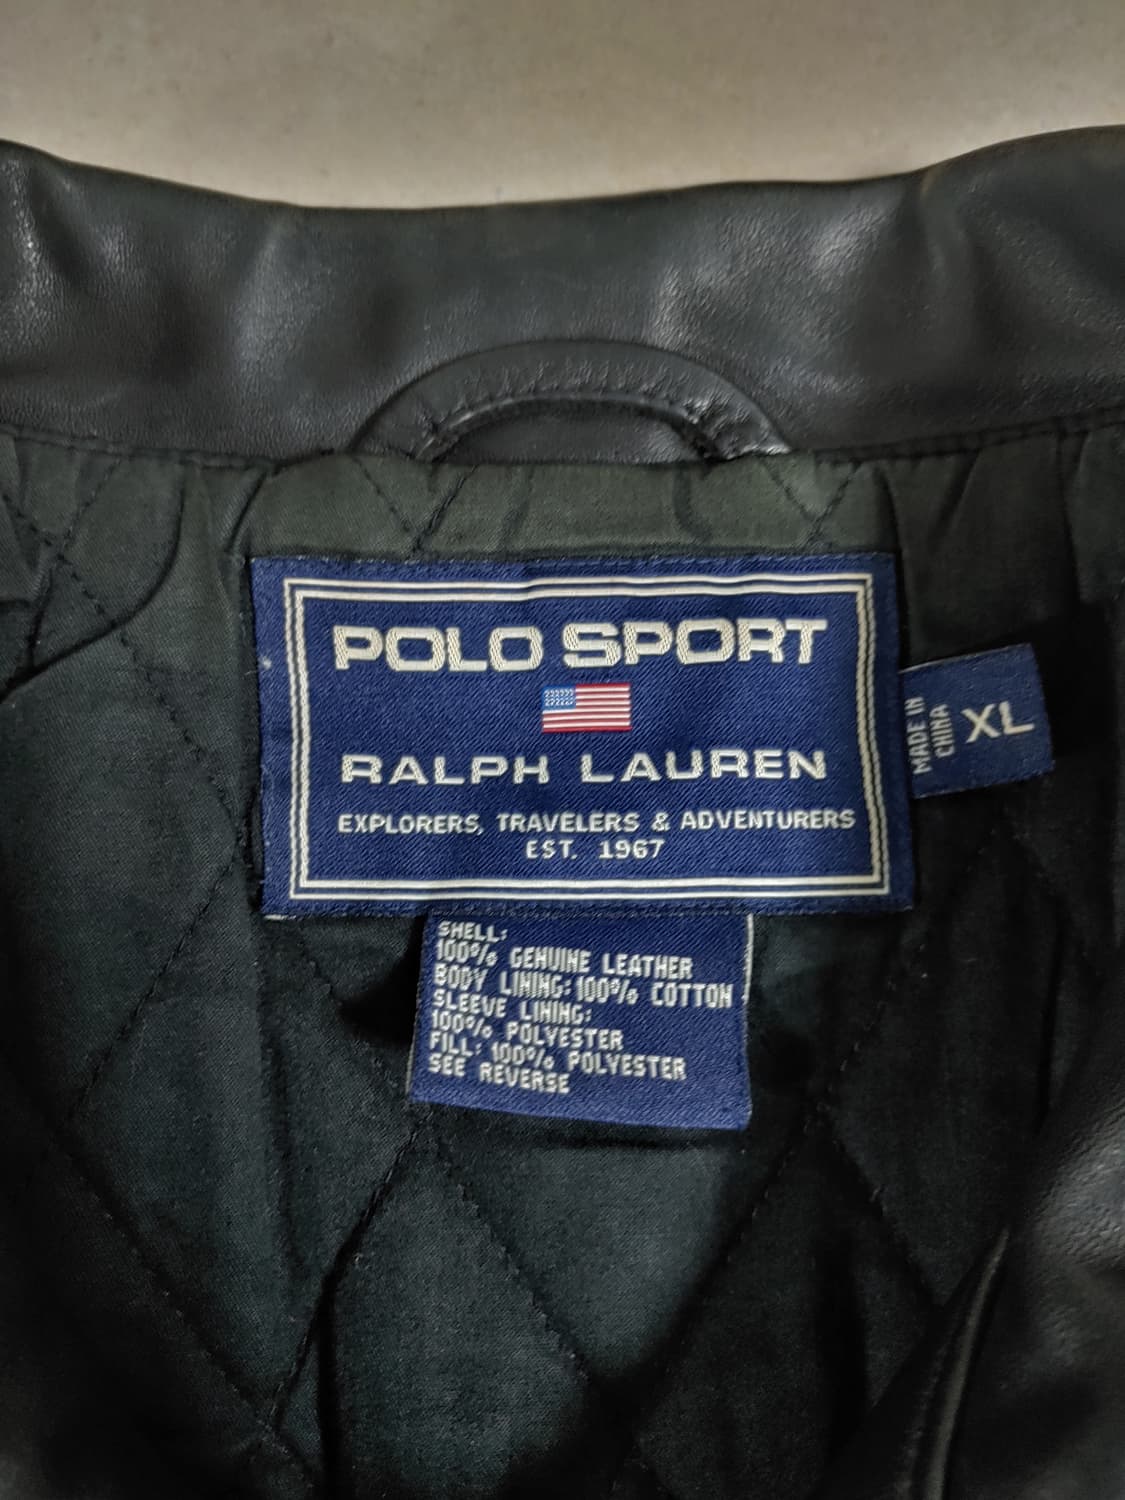 POLO SPORT
RALPH LAUREN
EXPLORERS, TRAVELERS & ADVENTURERS
EST. 1967
MADE IN
CHINA
XL
SHELL:
100% GENUINE LEATHER
BODY LINING: 100% COTTON
SLEEVE LINING:
100% POLYESTER
FILL: 100% POLYESTER
SEE REVERSE